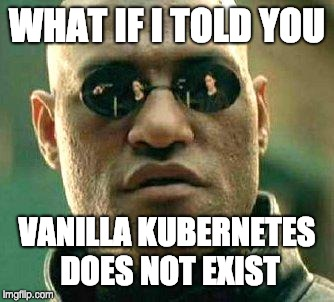 WHAT IF I TOLD YOU
VANILLA KUBERNETES
DOES NOT EXIST
imgflip.com